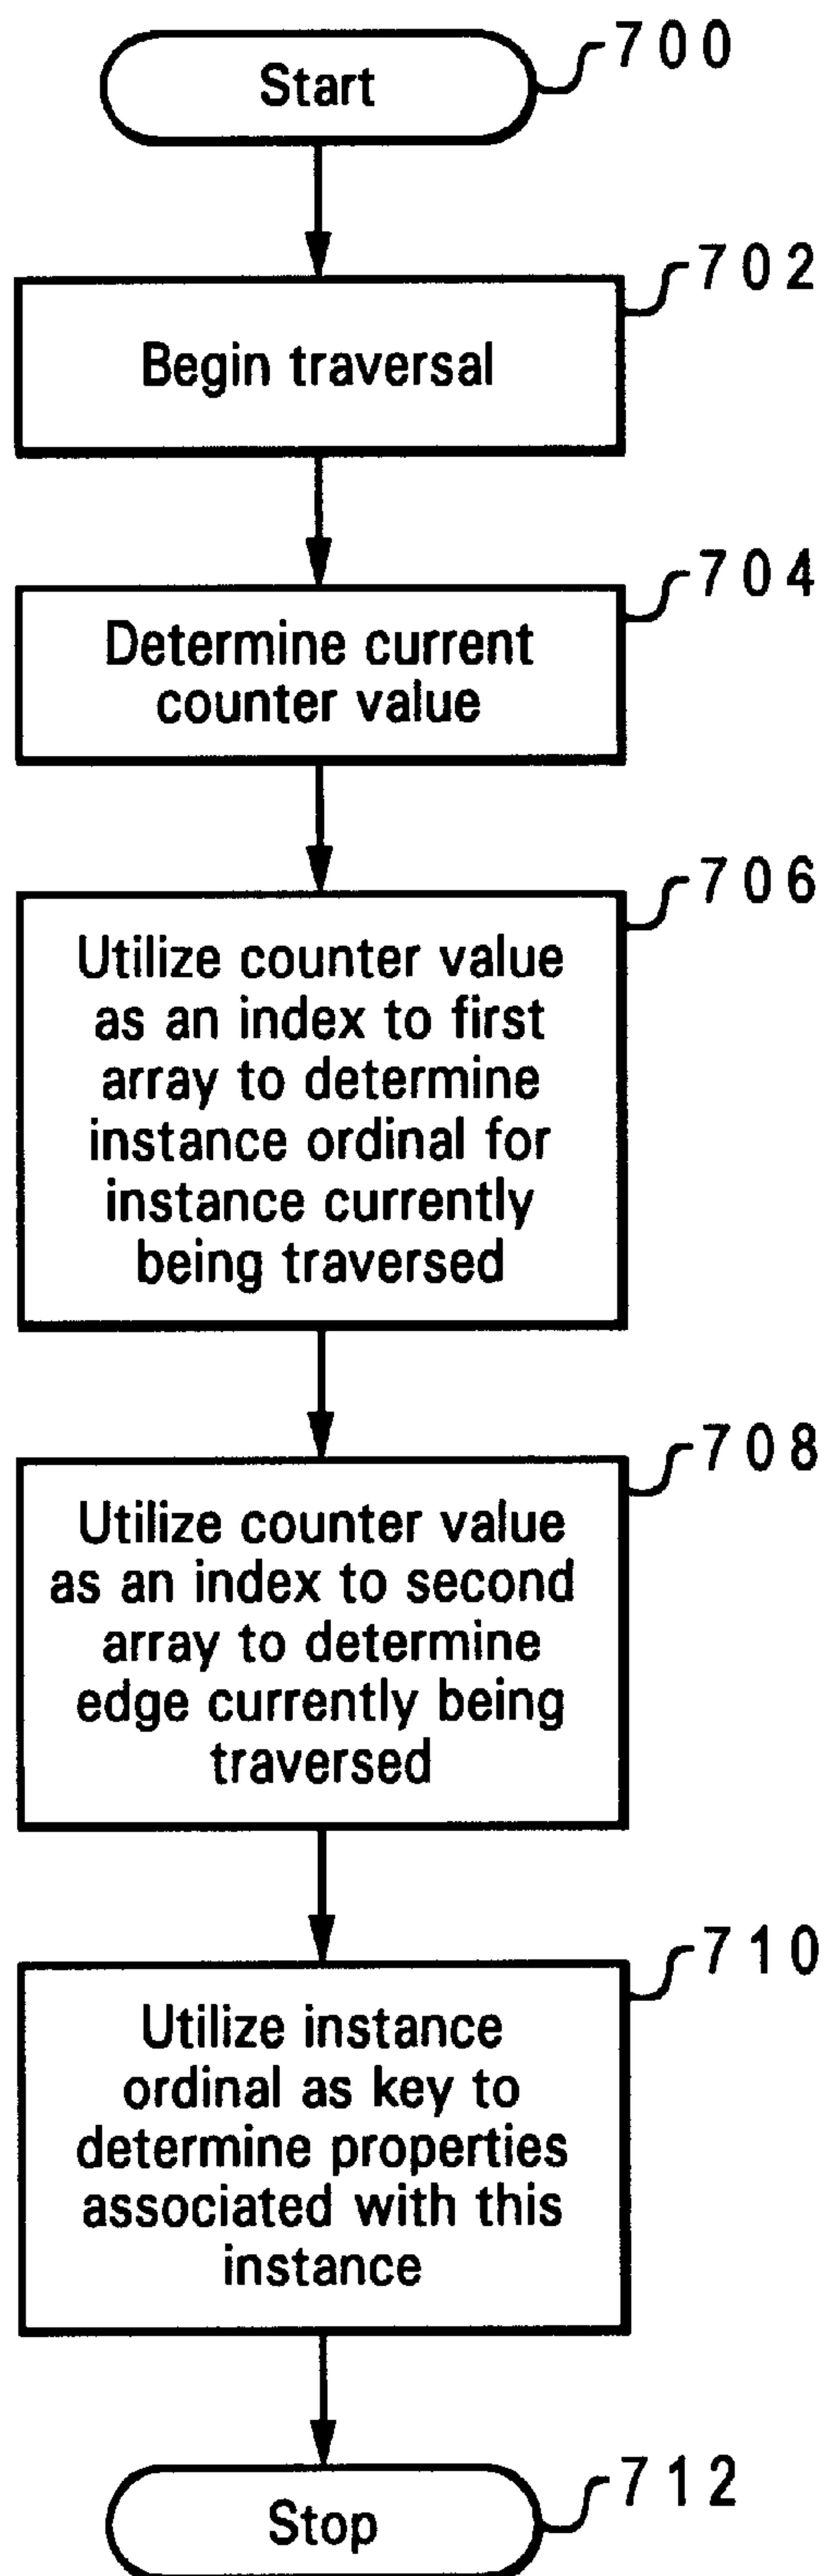 Start
700
702
Begin traversal
704
Determine current
counter value
706
Utilize counter value
as an index to first
array to determine
instance ordinal for
instance currently
being traversed
708
Utilize counter value
as an index to second
array to determine
edge currently being
traversed
710
Utilize instance
ordinal as key to
determine properties
associated with this
instance
712
Stop